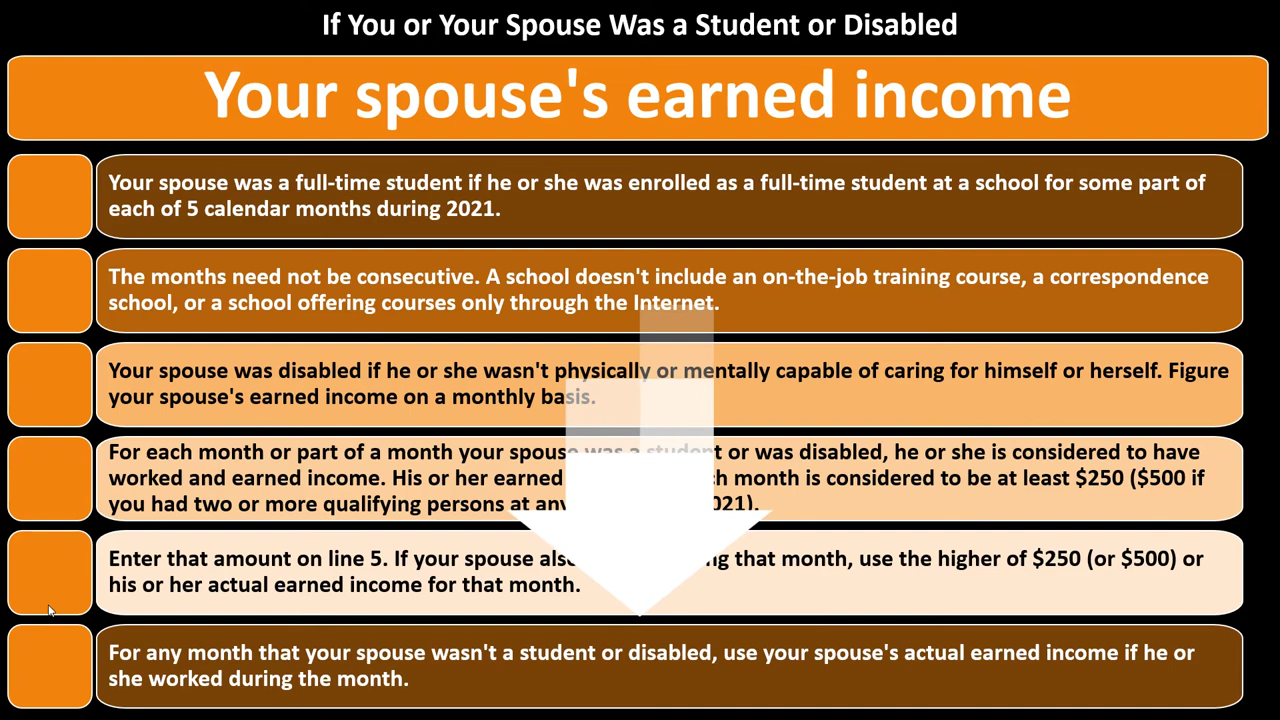 If You or Your Spouse Was a Student or Disabled
Your spouse's earned income
Your spouse was a full-time student if he or she was enrolled as a full-time student at a school for some part of
each of 5 calendar months during 2021.
The months need not be consecutive. A school doesn't include an on-the-job training course, a correspondence
school, or a school offering courses only through the Internet.
Your spouse was disabled if he or she wasn't physically or mentally capable of caring for himself or herself. Figure
your spouse's earned income on a monthly basis.
For each month or part of a month your spouse was a student or was disabled, he or she is considered to have
worked and earned income. His or her earned month is considered to be at least $250 ($500 if
you had two or more qualifying persons at any 2021).
Enter that amount on line 5. If your spouse that month, use the higher of $250 (or $500) or
his or her actual earned income for that month.
For any month that your spouse wasn't a student or disabled, use your spouse's actual earned income if he or
she worked during the month.